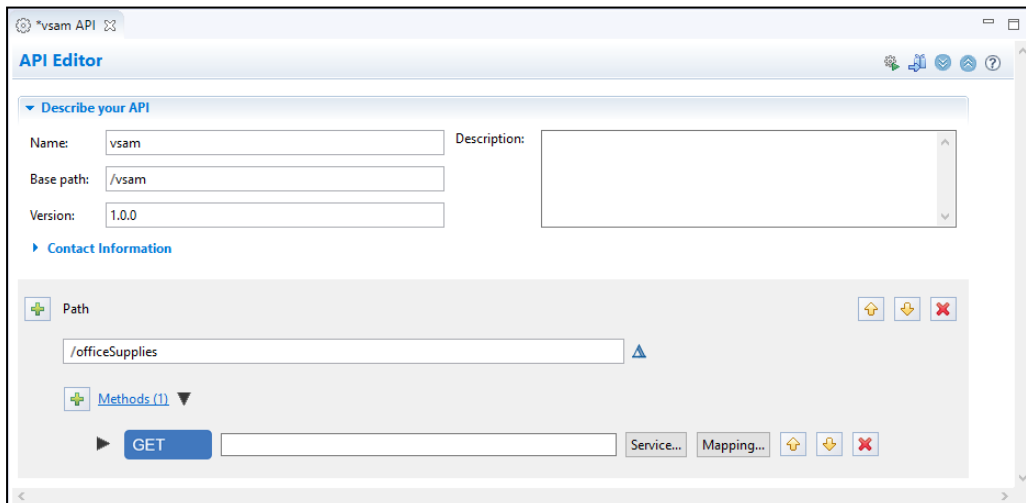 *vsam API
API Editor
Describe your API
Name: vsam Description:
Base path: /vsam
Version: 1.0.0
Contact Information
Path
/officeSupplies
Methods (1)
GET Service... Mapping...